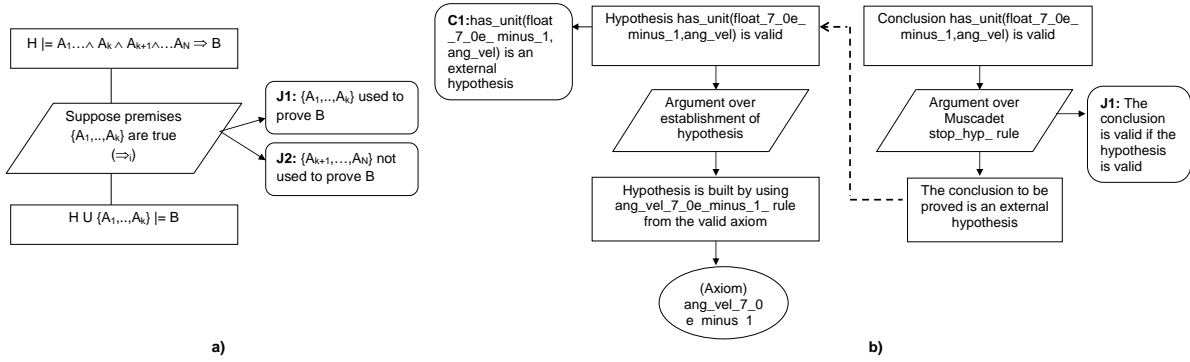 H |= A1…∧ Ak ∧ Ak+1∧…AN ⇒ B
Suppose premises
{A1,..,Ak} are true
(⇒i)
J1: {A1,..,Ak} used to
prove B
J2: {Ak+1,…,AN} not
used to prove B
H U {A1,..,Ak} |= B
a)
C1:has_unit(float
_7_0e_ minus_1,
ang_vel) is an
external
hypothesis
Hypothesis has_unit(float_7_0e_
minus_1,ang_vel) is valid
Argument over
establishment of
hypothesis
Hypothesis is built by using
ang_vel_7_0e_minus_1_ rule
from the valid axiom
(Axiom)
ang_vel_7_0
e_minus_1
Conclusion has_unit(float_7_0e_
minus_1,ang_vel) is valid
Argument over
Muscadet
stop_hyp_ rule
J1: The
conclusion
is valid if the
hypothesis
is valid
The conclusion to be
proved is an external
hypothesis
b)